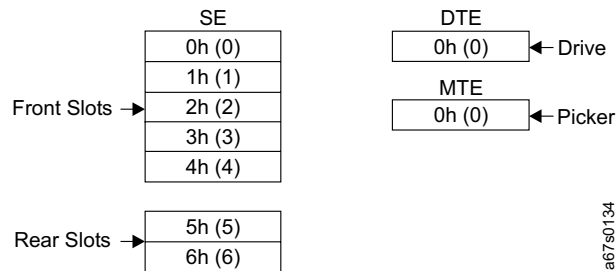 SE
0h (0)
1h (1)
Front Slots
2h (2)
3h (3)
4h (4)
Rear Slots
5h (5)
6h (6)
DTE
0h (0)
Drive
MTE
0h (0)
Picker
a67s0134